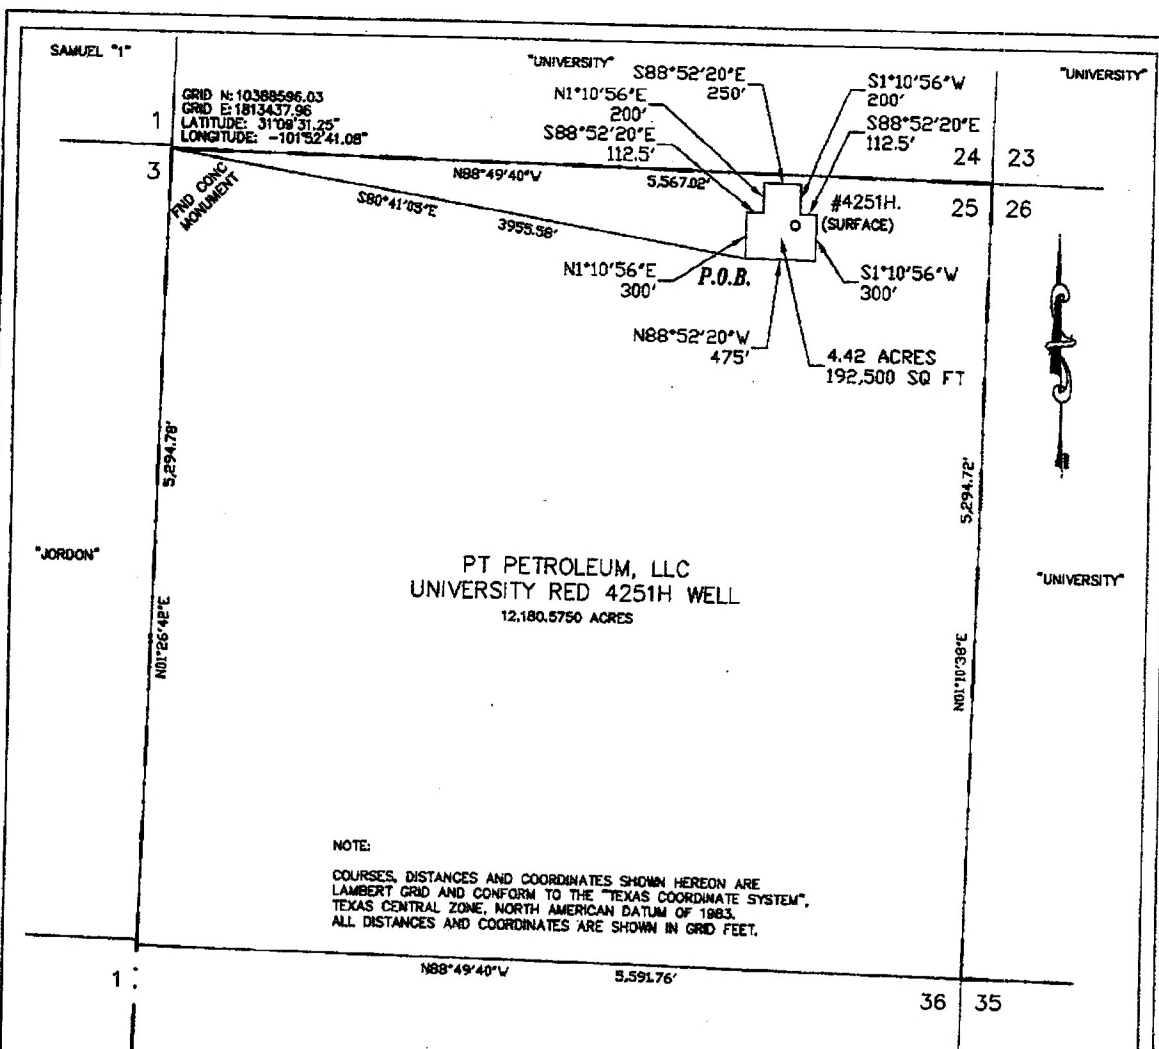 SAMUEL "1"
"UNIVERSITY"
"UNIVERSITY"
S88°52'20"E
250'
N1°10'56"E
200'
S88°52'20"E
112.5'
S1°10'56"W
200'
S88°52'20"E
112.5'
GRID N: 10388596.03
GRID E: 1813437.96
LATITUDE: 31°09'31.25"
LONGITUDE: -101°52'41.08"
1
3
24
23
25
26
FND CONC
MONUMENT
N88°49'40"W
5,567.02'
S80°41'05"E
3955.58'
#4251H.
(SURFACE)
N1°10'56"E
300'
P.O.B.
S1°10'56"W
300'
N88°52'20"W
475'
4.42 ACRES
192,500 SQ FT
5,294.78'
N01°26'42"E
5,294.72'
N01°10'38"E
"JORDON"
"UNIVERSITY"
PT PETROLEUM, LLC
UNIVERSITY RED 4251H WELL
12,180.5750 ACRES
NOTE:
COURSES, DISTANCES AND COORDINATES SHOWN HEREON ARE
LAMBERT GRID AND CONFORM TO THE "TEXAS COORDINATE SYSTEM",
TEXAS CENTRAL ZONE, NORTH AMERICAN DATUM OF 1983.
ALL DISTANCES AND COORDINATES ARE SHOWN IN GRID FEET.
1
N88°49'40"W
5,591.76'
36
35